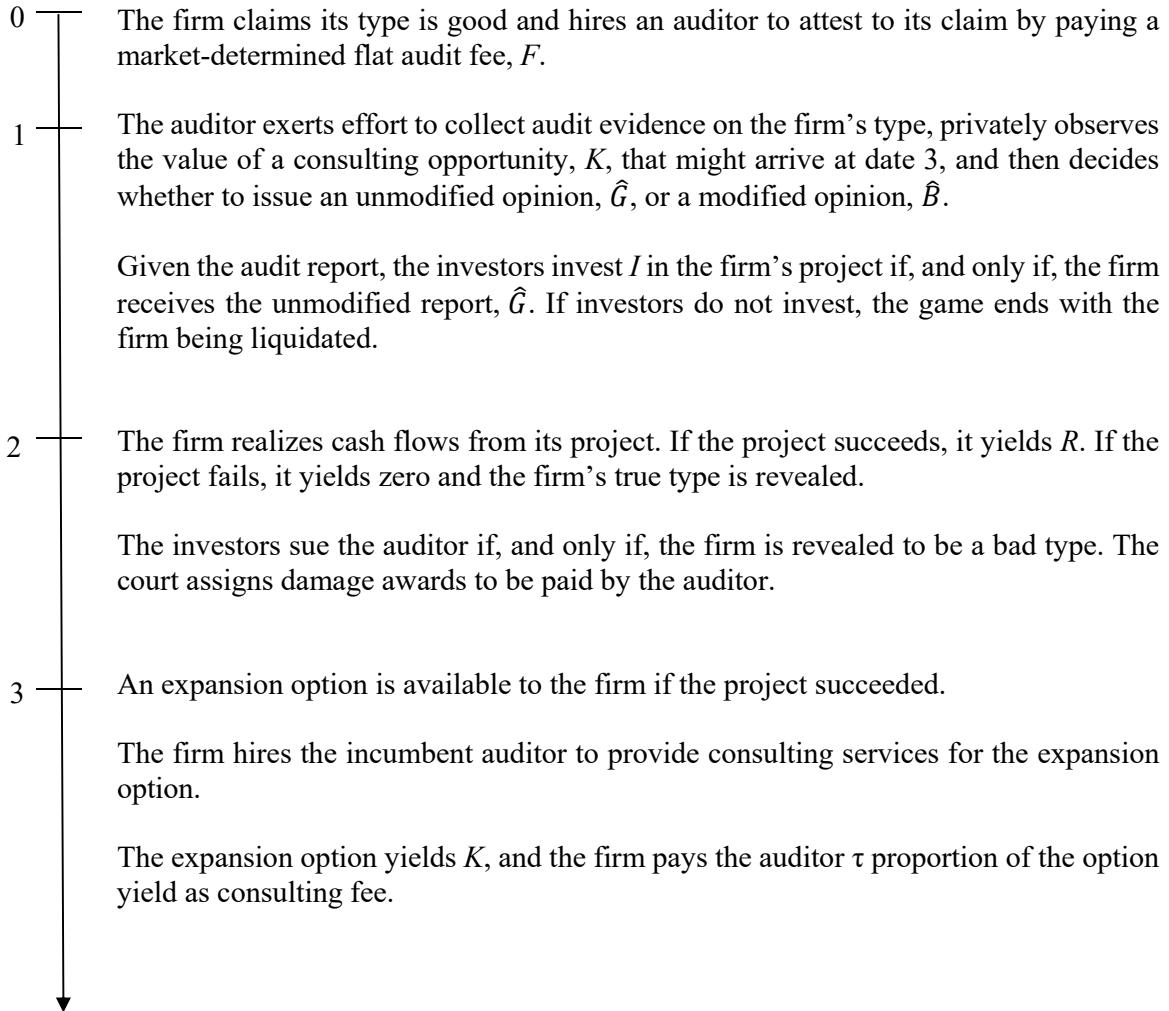 0
The firm claims its type is good and hires an auditor to attest to its claim by paying a
market-determined flat audit fee, F.
1
The auditor exerts effort to collect audit evidence on the firm’s type, privately observes
the value of a consulting opportunity, K, that might arrive at date 3, and then decides
whether to issue an unmodified opinion, Ĝ, or a modified opinion, B̂.
Given the audit report, the investors invest I in the firm’s project if, and only if, the firm
receives the unmodified report, Ĝ. If investors do not invest, the game ends with the
firm being liquidated.
2
The firm realizes cash flows from its project. If the project succeeds, it yields R. If the
project fails, it yields zero and the firm’s true type is revealed.
The investors sue the auditor if, and only if, the firm is revealed to be a bad type. The
court assigns damage awards to be paid by the auditor.
3
An expansion option is available to the firm if the project succeeded.
The firm hires the incumbent auditor to provide consulting services for the expansion
option.
The expansion option yields K, and the firm pays the auditor τ proportion of the option
yield as consulting fee.